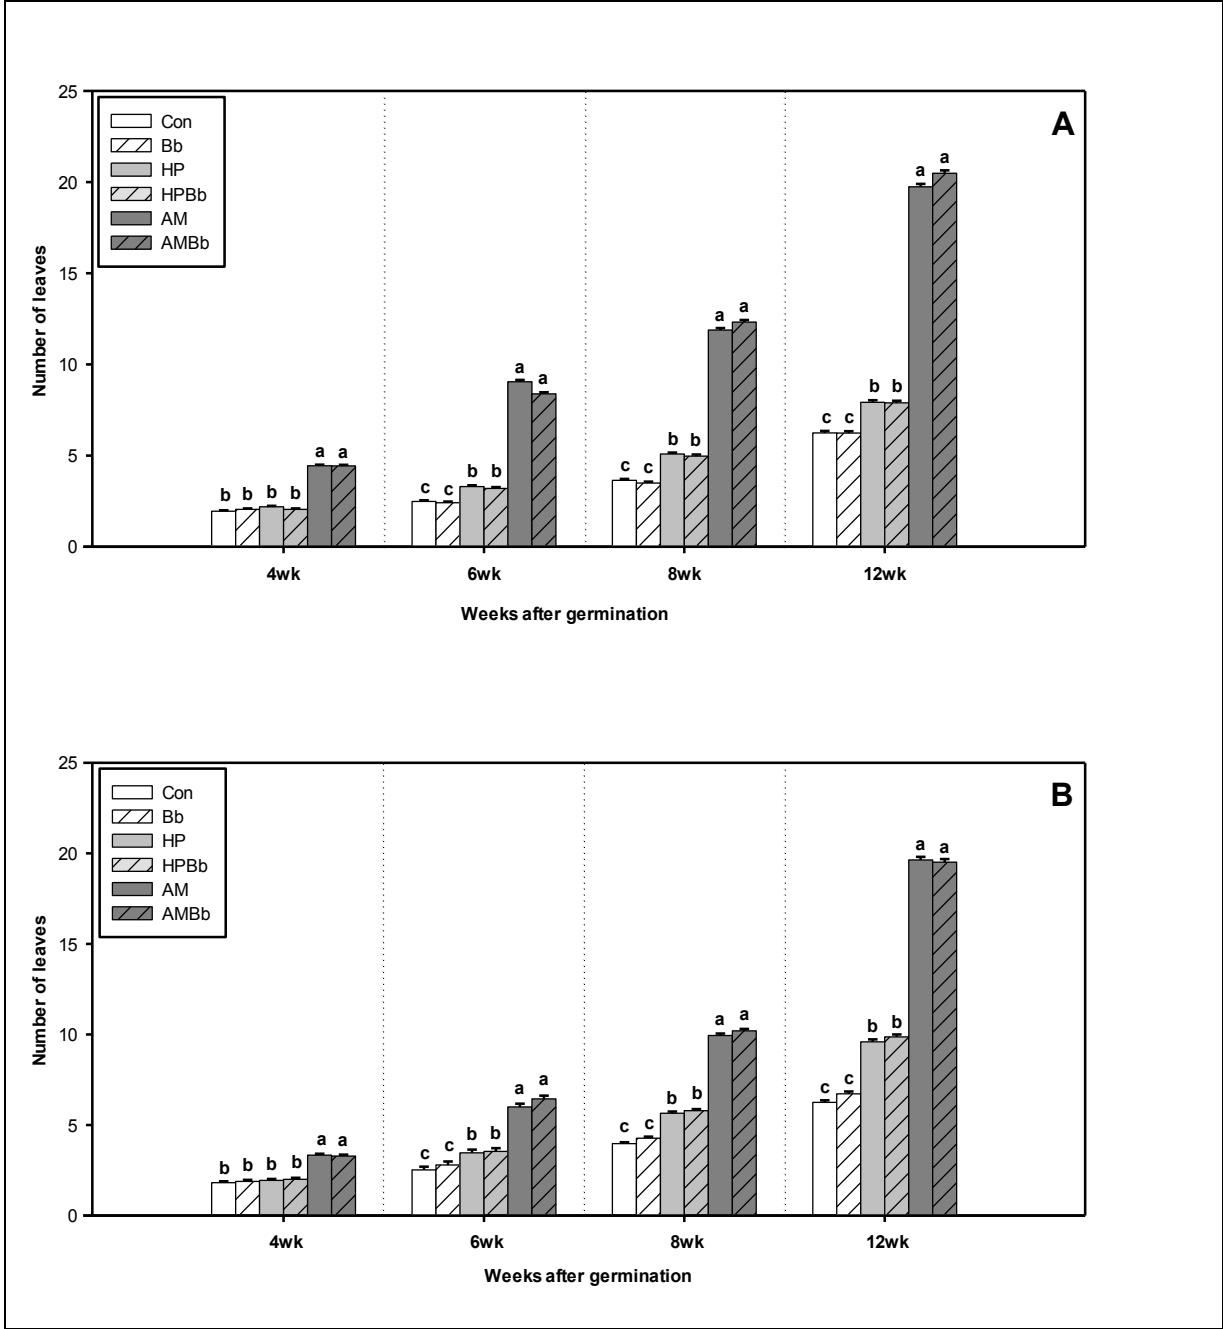 A
25
20
15
10
5
0
Number of leaves
Con
Bb
HP
HPBb
AM
AMBb
b b b b a a
c c b b a a
c c b b a a
c c b b a a
4wk 6wk 8wk 12wk
Weeks after germination
B
25
20
15
10
5
0
Number of leaves
Con
Bb
HP
HPBb
AM
AMBb
b b b b a a
c c b b a a
c c b b a a
c c b b a a
4wk 6wk 8wk 12wk
Weeks after germination